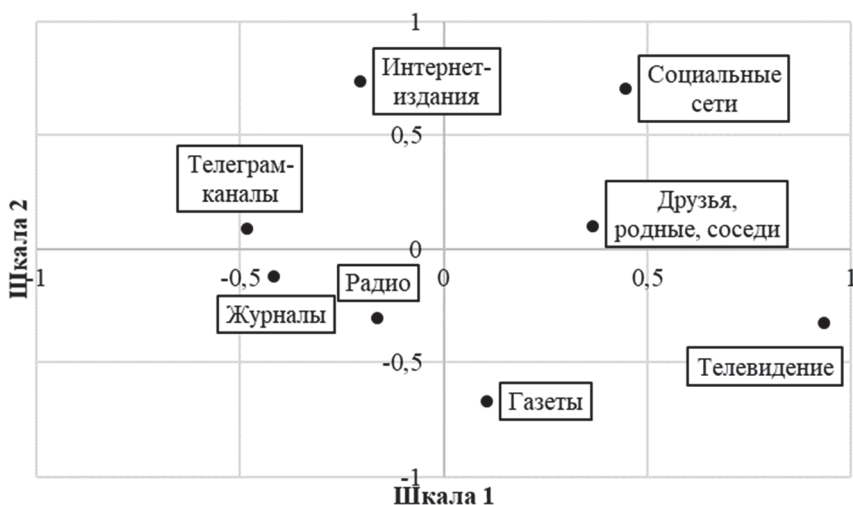 1
Интернет-
издания
Социальные
сети
0,5
Телеграм-
каналы
Друзья,
родные, соседи
0
-1
-0,5
0
0,5
1
Радио
Журналы
-0,5
Телевидение
Газеты
-1
Шкала 1
Шкала 2